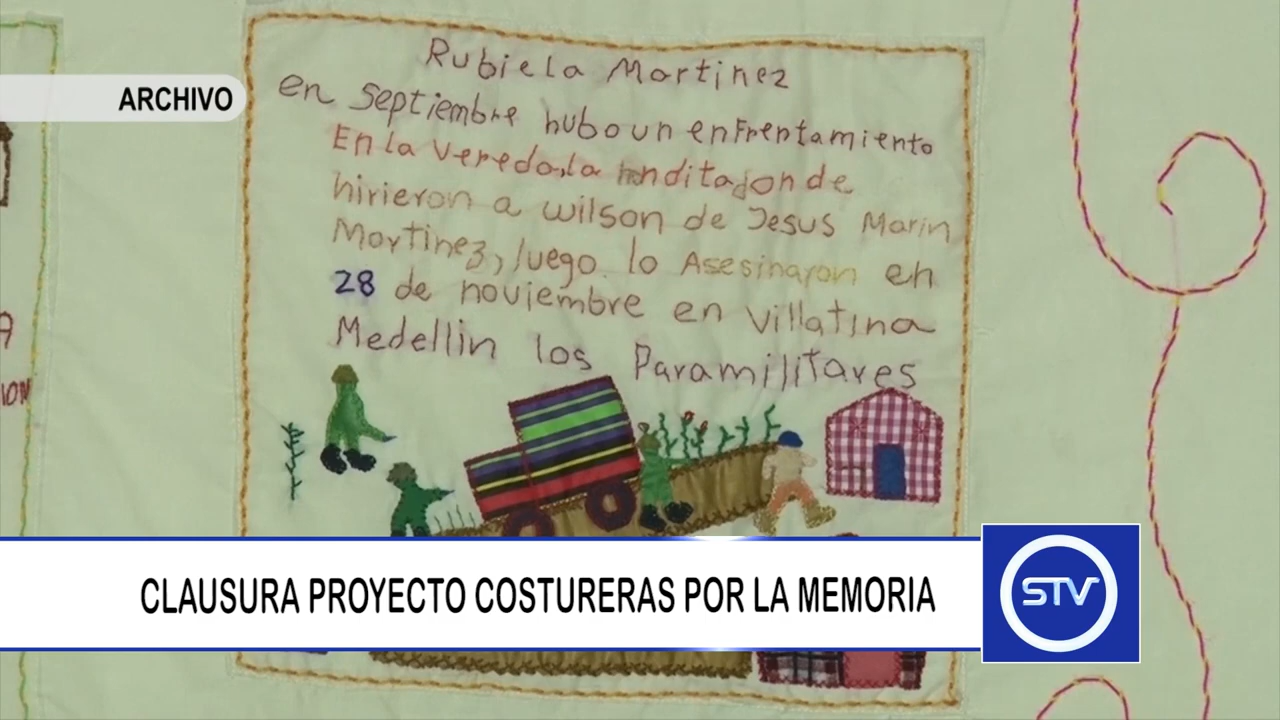 Rubiela Martinez
ARCHIVO
en septiembre hubo un enfrentamiento
En la Vereda, la donde
hirieron a wilson de Jesus Marin
Martinez, luego lo Asesinaron en
28 de noviembre en villatina
Medellin los Paramilitares
CLAUSURA PROYECTO COSTURERAS POR LA MEMORIA
STV